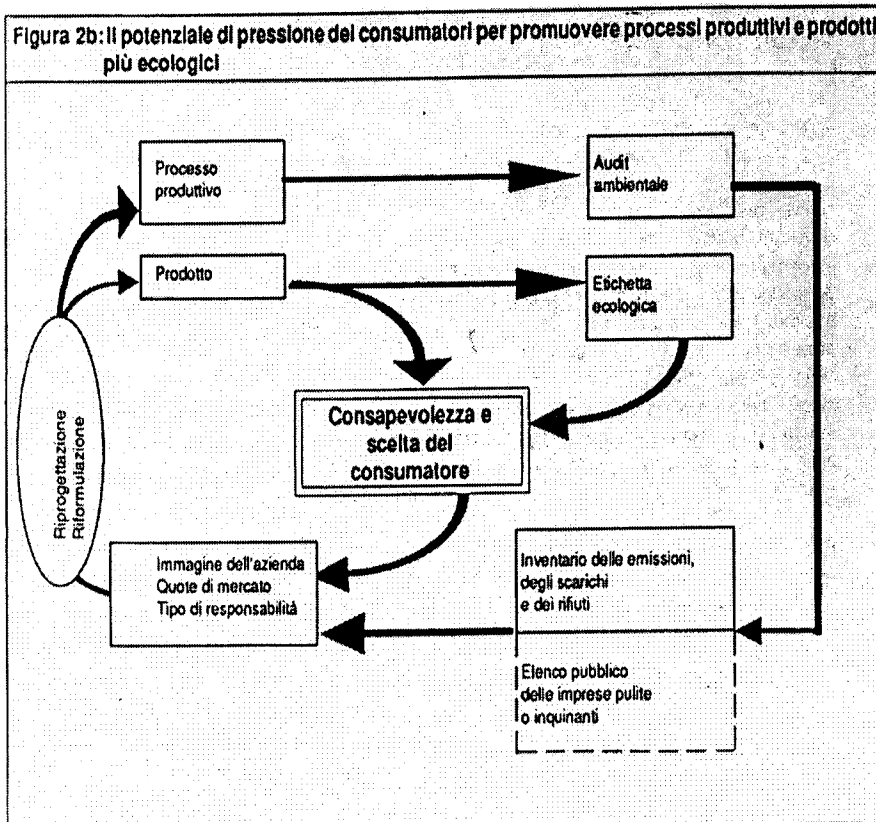 Figura 2b: Il potenziale di pressione dei consumatori per promuovere processi produttivi e prodotti
più ecologici
Processo
produttivo
Audit
ambientale
Prodotto
Etichetta
ecologica
Consapevolezza e
scelta del
consumatore
Riprogettazione
Riformulazione
Immagine dell'azienda
Quote di mercato
Tipo di responsabilità
Inventario delle emissioni,
degli scarichi
e dei rifiuti
Elenco pubblico
delle imprese pulite
o inquinanti